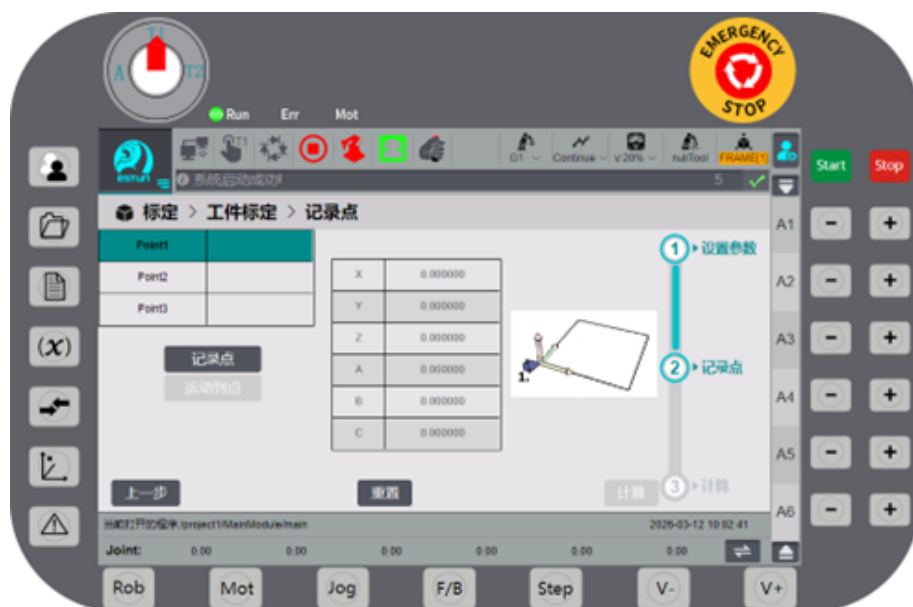 T1
A
T2
EMERGENCY
STOP
Run Err Mot
T1
G1 Continue v:20% nullTool FRAME[1]
ESTUN
系统启动成功! 5
标定 > 工件标定 > 记录点
Start Stop
A1 - +
Point1
Point2
Point3
X 0.000000
Y 0.000000
Z 0.000000
A 0.000000
B 0.000000
C 0.000000
记录点
运动到点
1.
1 设置参数
2 记录点
3 计算
A2 - +
A3 - +
(x)
A4 - +
A5 - +
A6 - +
上一步 重置 计算
当前打开的程序:/project1/MainModule/main 2026-03-12 10:02:41
Joint: 0.00 0.00 0.00 0.00 0.00 0.00
Rob Mot Jog F/B Step V- V+